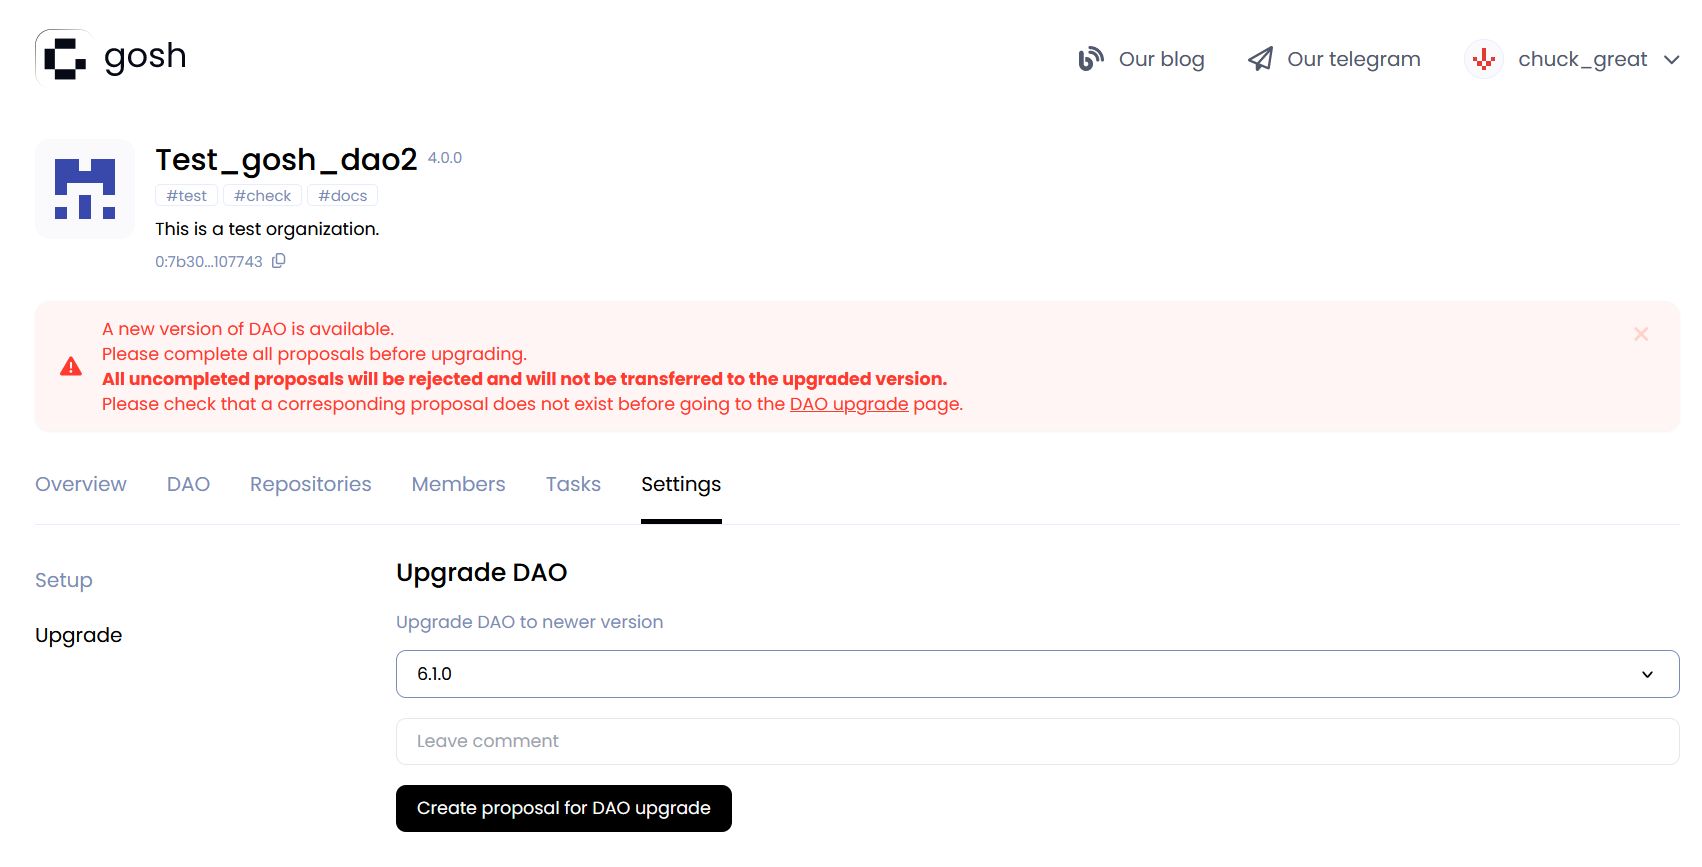 gosh
Our blog
Our telegram
chuck_great
Test_gosh_dao2 4.0.0
#test #check #docs
This is a test organization.
0:7b30...107743
A new version of DAO is available.
Please complete all proposals before upgrading.
All uncompleted proposals will be rejected and will not be transferred to the upgraded version.
Please check that a corresponding proposal does not exist before going to the DAO upgrade page.
Overview DAO Repositories Members Tasks Settings
Setup
Upgrade
Upgrade DAO
Upgrade DAO to newer version
6.1.0
Leave comment
Create proposal for DAO upgrade